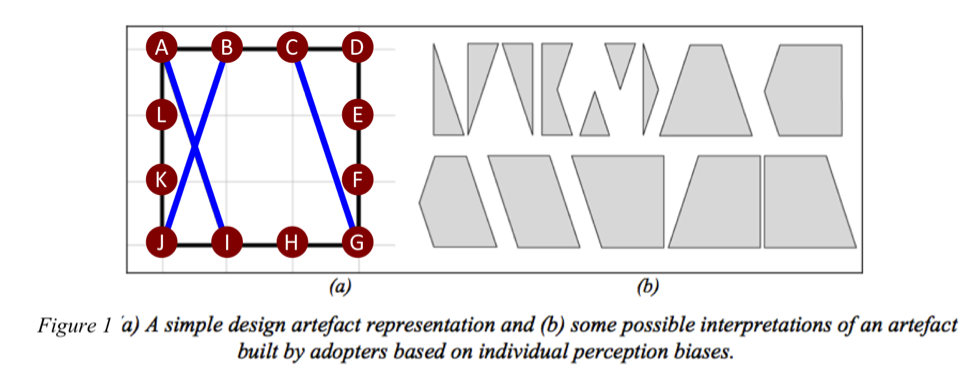 A B C D
L E
K F
J I H G
(a) (b)
Figure 1 'a) A simple design artefact representation and (b) some possible interpretations of an artefact
built by adopters based on individual perception biases.